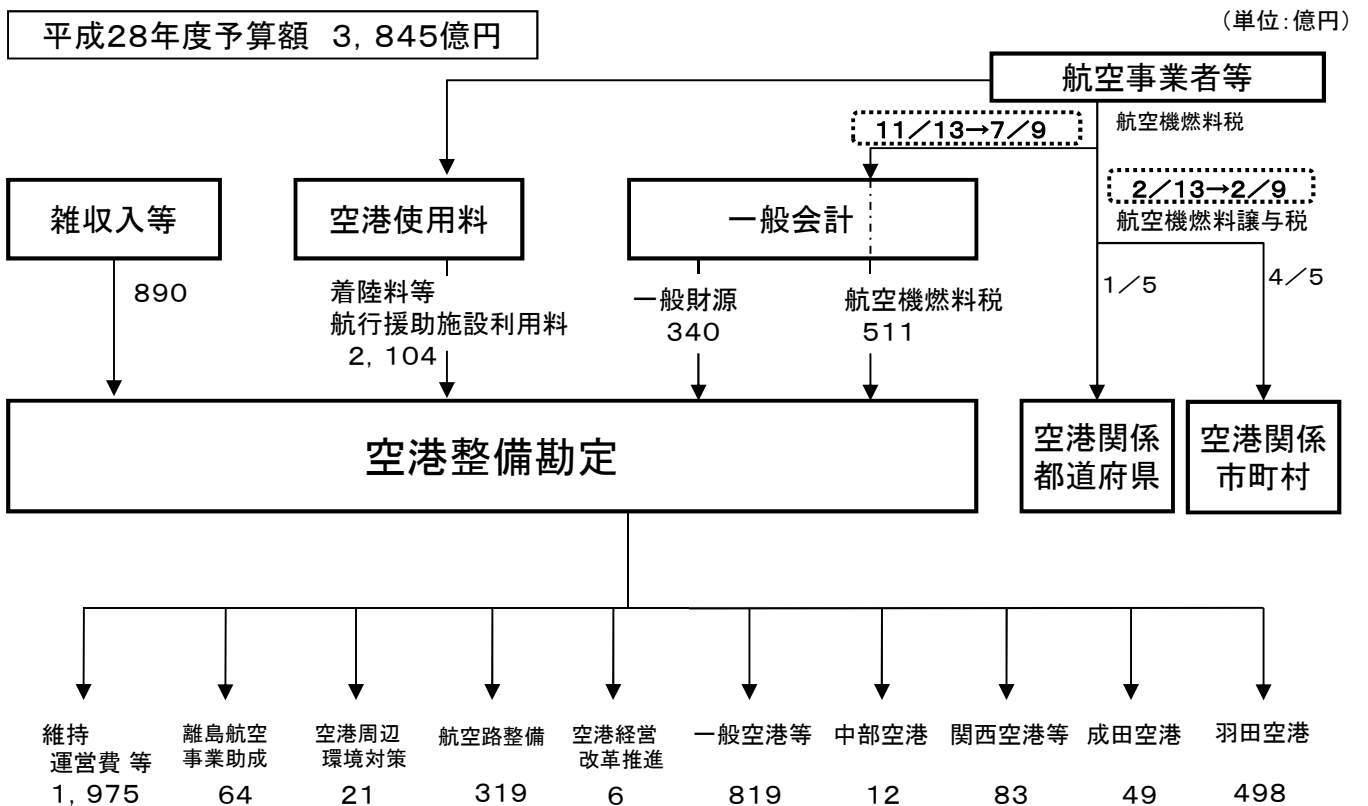 平成28年度予算額 3,845億円
(単位:億円)
航空事業者等
11/13→7/9
航空機燃料税
2/13→2/9
航空機燃料譲与税
雑収入等
空港使用料
一般会計
1/5
4/5
890
着陸料等
航行援助施設利用料
2,104
一般財源
340
航空機燃料税
511
空港整備勘定
空港関係
都道府県
空港関係
市町村
維持
運営費 等
1,975
離島航空
事業助成
64
空港周辺
環境対策
21
航空路整備
319
空港経営
改革推進
6
一般空港等
819
中部空港
12
関西空港等
83
成田空港
49
羽田空港
498